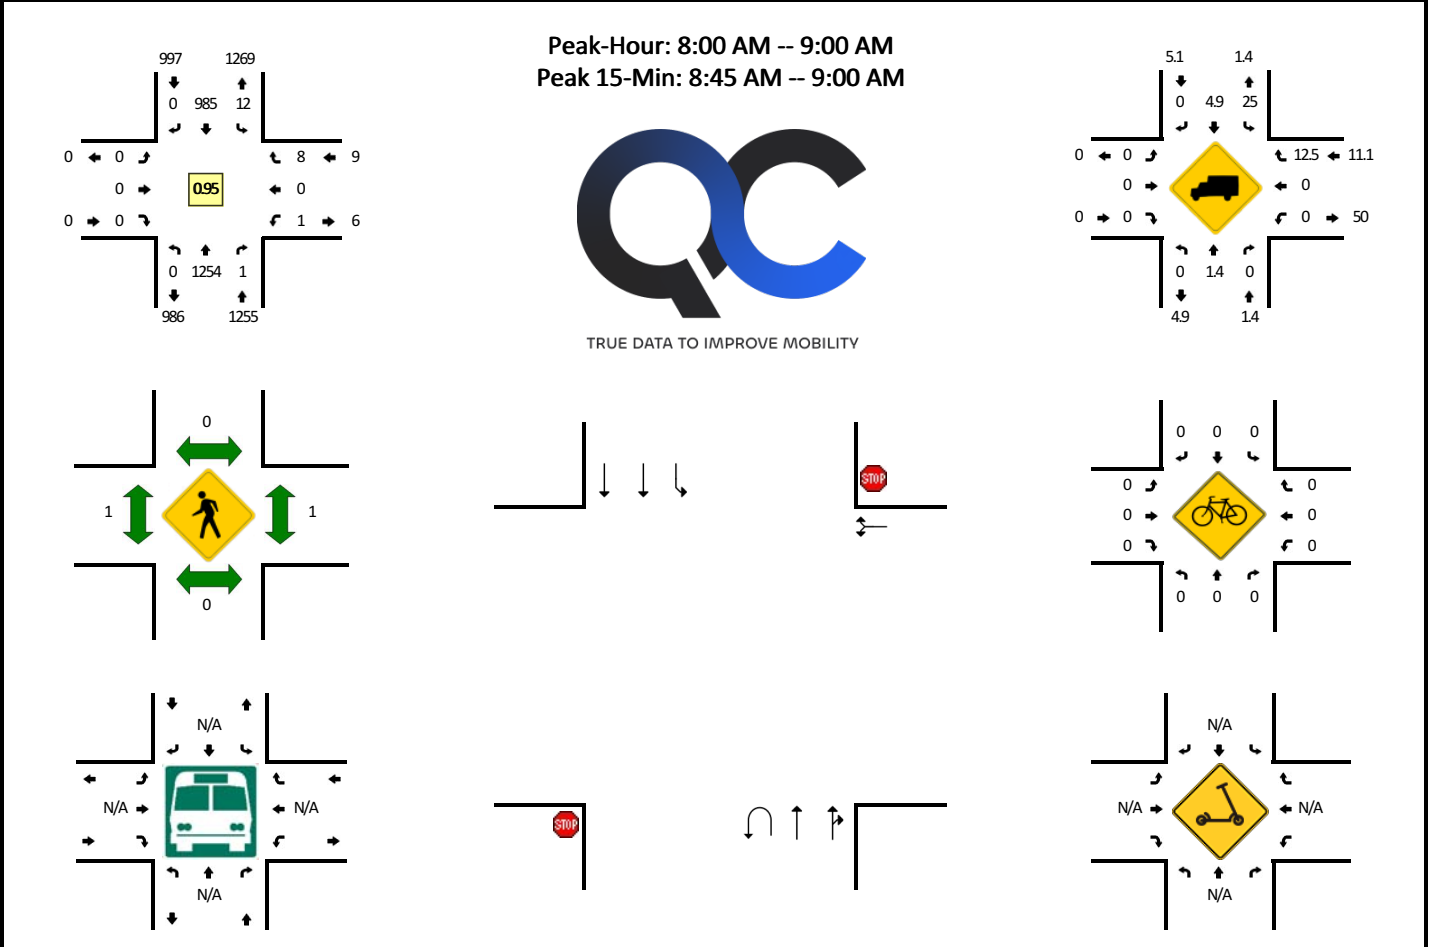 Peak-Hour: 8:00 AM -- 9:00 AM
Peak 15-Min: 8:45 AM -- 9:00 AM
997 1269
0 985 12
0 0 8 9
0 0.95 0
0 0 1 6
0 1254 1
986 1255
QC
TRUE DATA TO IMPROVE MOBILITY
5.1 1.4
0 4.9 25
0 0 12.5 11.1
0 0
0 0 0 50
0 1.4 0
4.9 1.4
0
1 1
0
STOP
STOP
0 0 0
0 0
0 0
0 0
0 0 0
N/A
N/A N/A
N/A
N/A
N/A N/A
N/A